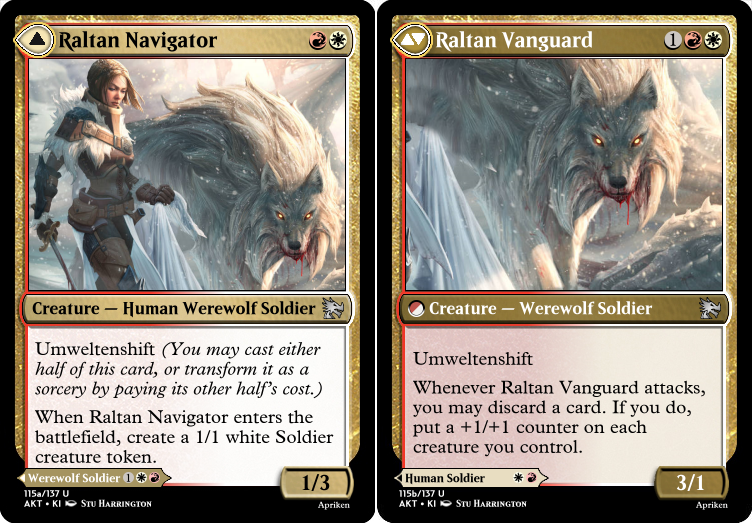 Raltan Navigator
Creature — Human Werewolf Soldier
Umweltenshift (You may cast either
half of this card, or transform it as a
sorcery by paying its other half's cost.)
When Raltan Navigator enters the
battlefield, create a 1/1 white Soldier
creature token.
Werewolf Soldier 1
1/3
115a/137 U
AKT • KI Stu Harrington
Apriken
Raltan Vanguard
1
Creature — Werewolf Soldier
Umweltenshift
Whenever Raltan Vanguard attacks,
you may discard a card. If you do,
put a +1/+1 counter on each
creature you control.
Human Soldier
3/1
115b/137 U
AKT • KI Stu Harrington
Apriken